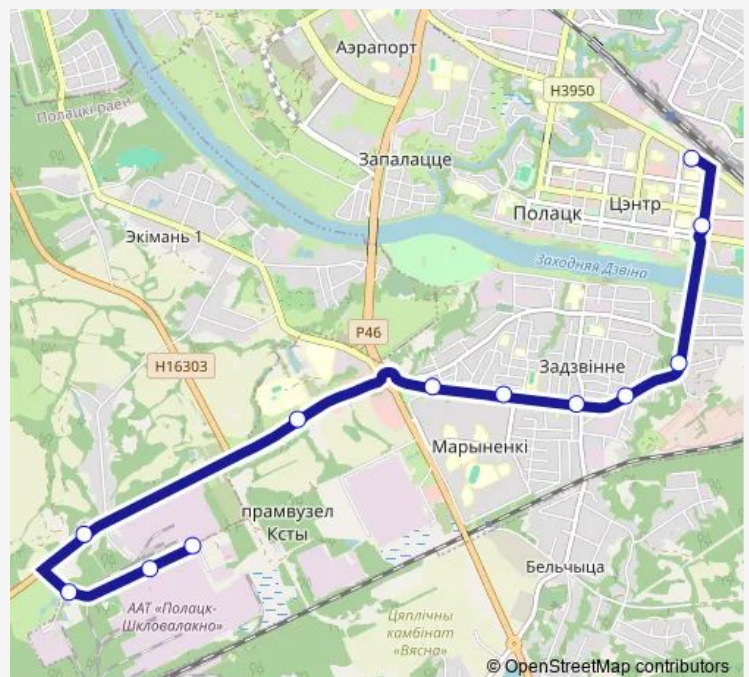 Аэрапорт
Н3950
Полацкі раён
Запалацце
Полацк
Цэнтр
Экімань 1
Заходняя Дзвіна
Р46
Н16303
Задзвінне
Марыненкі
прамвузел
Ксты
Бельчыца
ААТ «Полацк-
Шкловалакно»
Цяплічны
камбінат
«Вясна»
© OpenStreetMap contributors